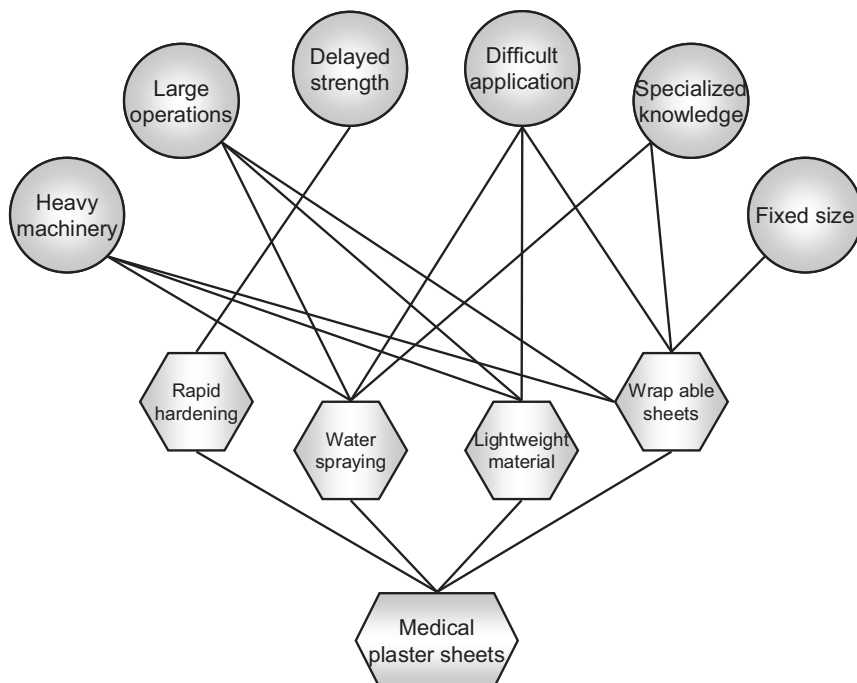 Delayed
strength
Difficult
application
Large
operations
Specialized
knowledge
Heavy
machinery
Fixed size
Rapid
hardening
Water
spraying
Lightweight
material
Wrap able
sheets
Medical
plaster sheets